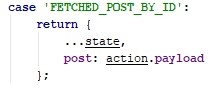 case 'FETCHED_POST_BY_ID':
    return {
        ...state,
        post: action.payload
    };